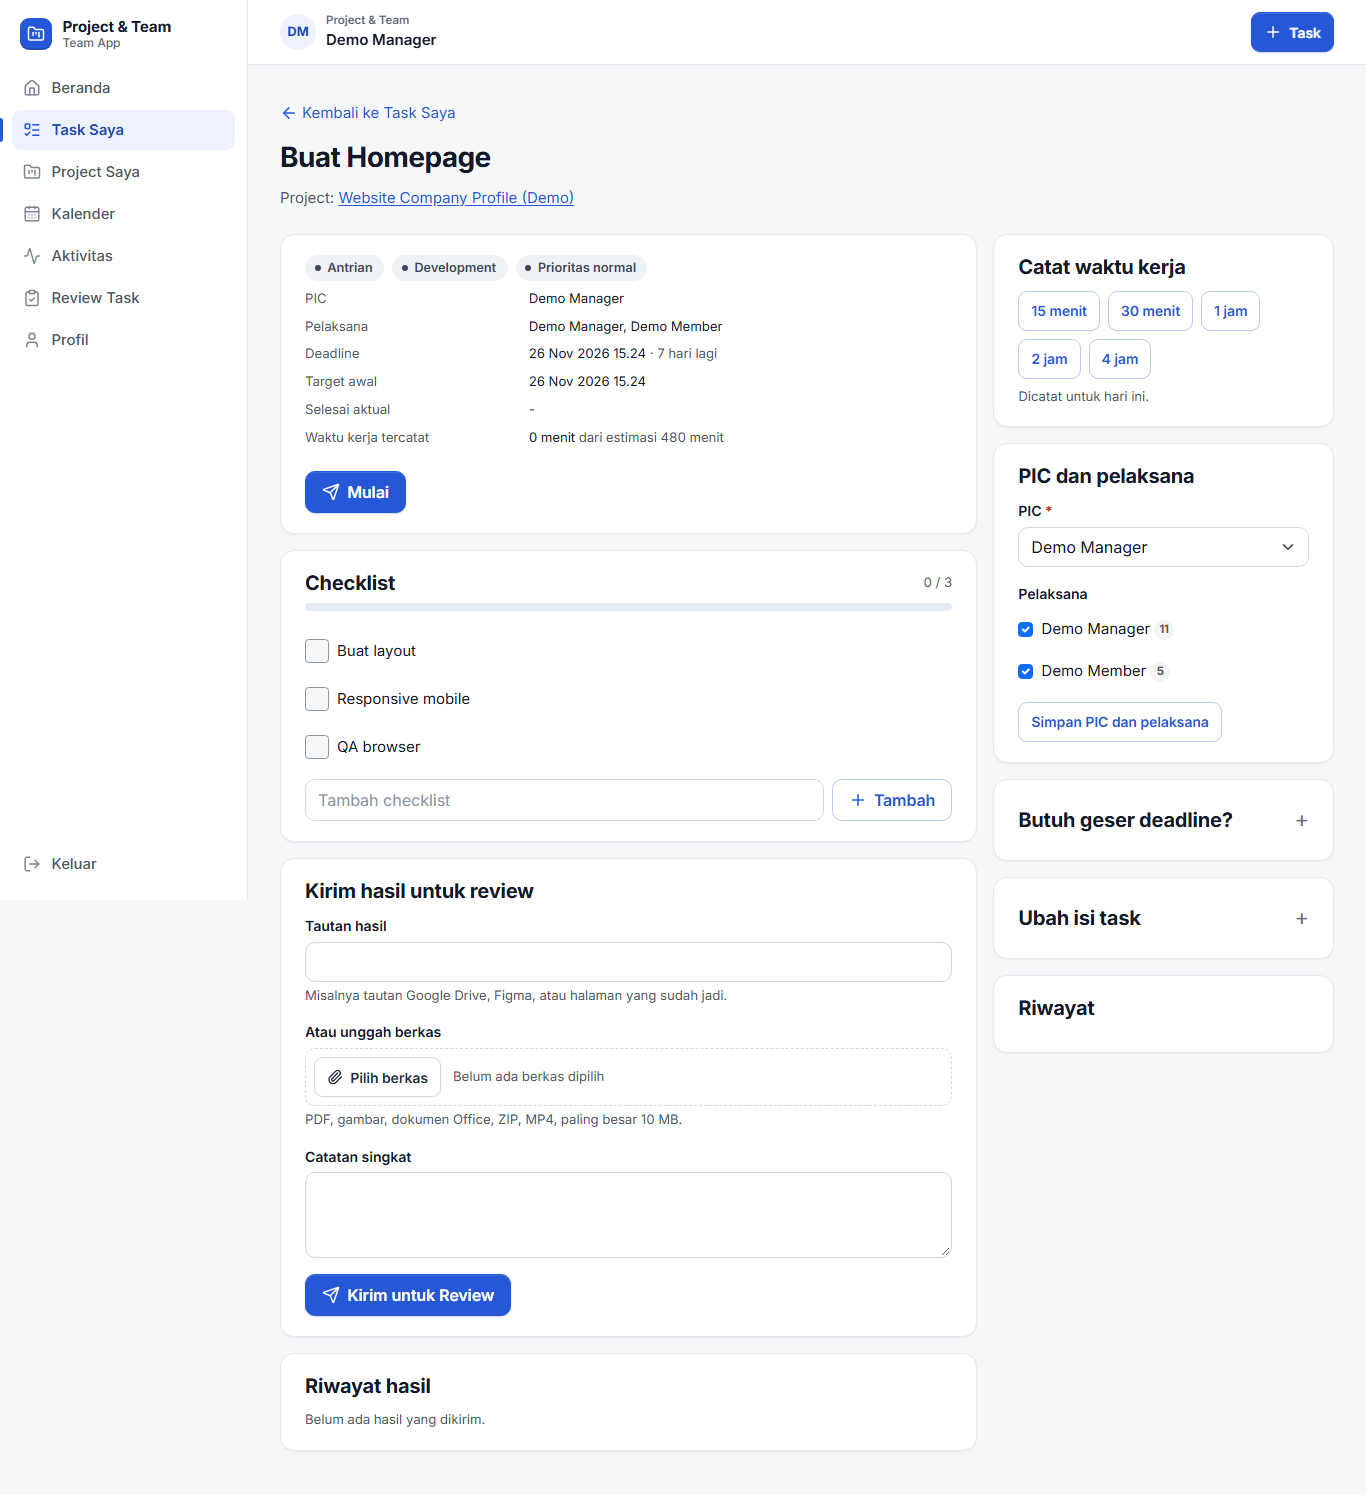 Project & Team
Team App
Beranda
Task Saya
Project Saya
Kalender
Aktivitas
Review Task
Profil
Keluar
DM
Project & Team
Demo Manager
+ Task
← Kembali ke Task Saya
Buat Homepage
Project: Website Company Profile (Demo)
Antrian
Development
Prioritas normal
PIC Demo Manager
Pelaksana Demo Manager, Demo Member
Deadline 26 Nov 2026 15.24 · 7 hari lagi
Target awal 26 Nov 2026 15.24
Selesai aktual -
Waktu kerja tercatat 0 menit dari estimasi 480 menit
Mulai
Checklist 0 / 3
Buat layout
Responsive mobile
QA browser
Tambah checklist
+ Tambah
Kirim hasil untuk review
Tautan hasil
Misalnya tautan Google Drive, Figma, atau halaman yang sudah jadi.
Atau unggah berkas
Pilih berkas Belum ada berkas dipilih
PDF, gambar, dokumen Office, ZIP, MP4, paling besar 10 MB.
Catatan singkat
Kirim untuk Review
Riwayat hasil
Belum ada hasil yang dikirim.
Catat waktu kerja
15 menit
30 menit
1 jam
2 jam
4 jam
Dicatat untuk hari ini.
PIC dan pelaksana
PIC *
Demo Manager
Pelaksana
Demo Manager 11
Demo Member 5
Simpan PIC dan pelaksana
Butuh geser deadline? +
Ubah isi task +
Riwayat